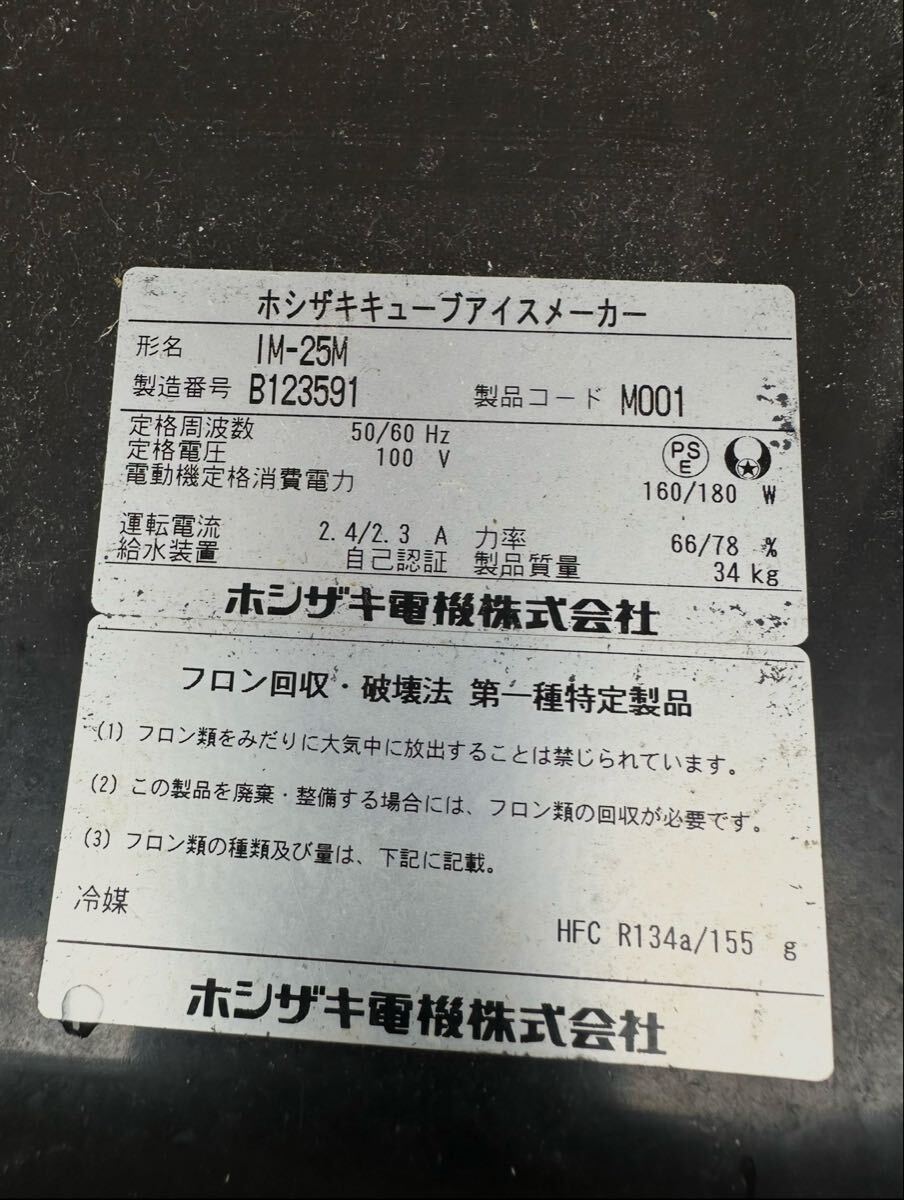 ホシザキキューブアイスメーカー
形名 IM-25M
製造番号 B123591 製品コード M001
定格周波数 50/60 Hz
定格電圧 100 V
PS E
電動機定格消費電力 160/180 W
運転電流 2.4/2.3 A 力率 66/78 %
給水装置 自己認証 製品質量 34 kg
ホシザキ電機株式会社
フロン回収・破壊法 第一種特定製品
(1) フロン類をみだりに大気中に放出することは禁じられています。
(2) この製品を廃棄・整備する場合には、フロン類の回収が必要です。
(3) フロン類の種類及び量は、下記に記載。
冷媒 HFC R134a/155 g
ホシザキ電機株式会社